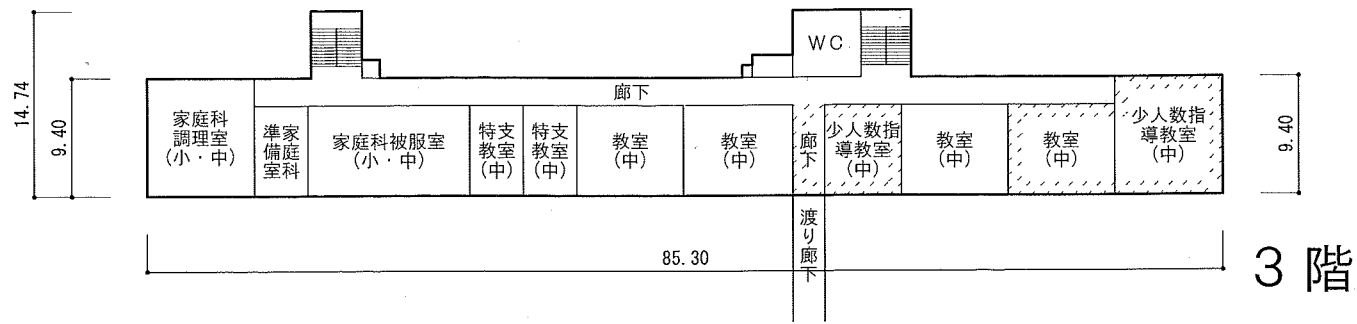 WC
14.74
9.40
廊下
家庭科
調理室
(小・中)
家庭科
準備室
家庭科被服室
(小・中)
特支
教室
(中)
特支
教室
(中)
教室
(中)
教室
(中)
廊下
少人数指
導教室
(中)
教室
(中)
教室
(中)
少人数指
導教室
(中)
9.40
渡り廊下
85.30
3 階